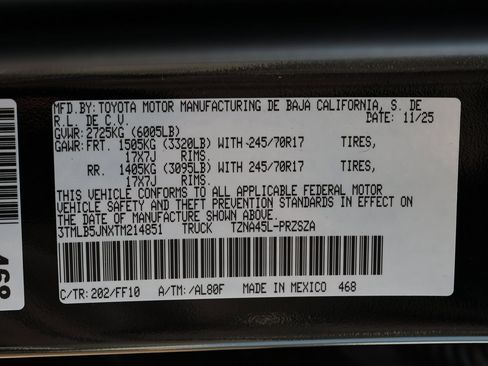 MFD.BY: TOYOTA MOTOR MANUFACTURING DE BAJA CALIFORNIA, S. DE
R.L. DE C.V. DATE: 11/25
GVWR: 2725KG (6005LB)
GAWR: FRT. 1505KG (3320LB) WITH -245/70R17 TIRES,
17X7J RIMS.
RR. 1405KG (3095LB) WITH 245/70R17 TIRES,
17X7J RIMS.
THIS VEHICLE CONFORMS TO ALL APPLICABLE FEDERAL MOTOR
VEHICLE SAFETY AND THEFT PREVENTION STANDARDS IN EFFECT
ON THE DATE OF MANUFACTURE SHOWN ABOVE.
3TMLB5JNXTM214851 TRUCK TZNA45L-PRZSZA
C/TR: 202/FF10 A/TM: /AL80F MADE IN MEXICO 468
468